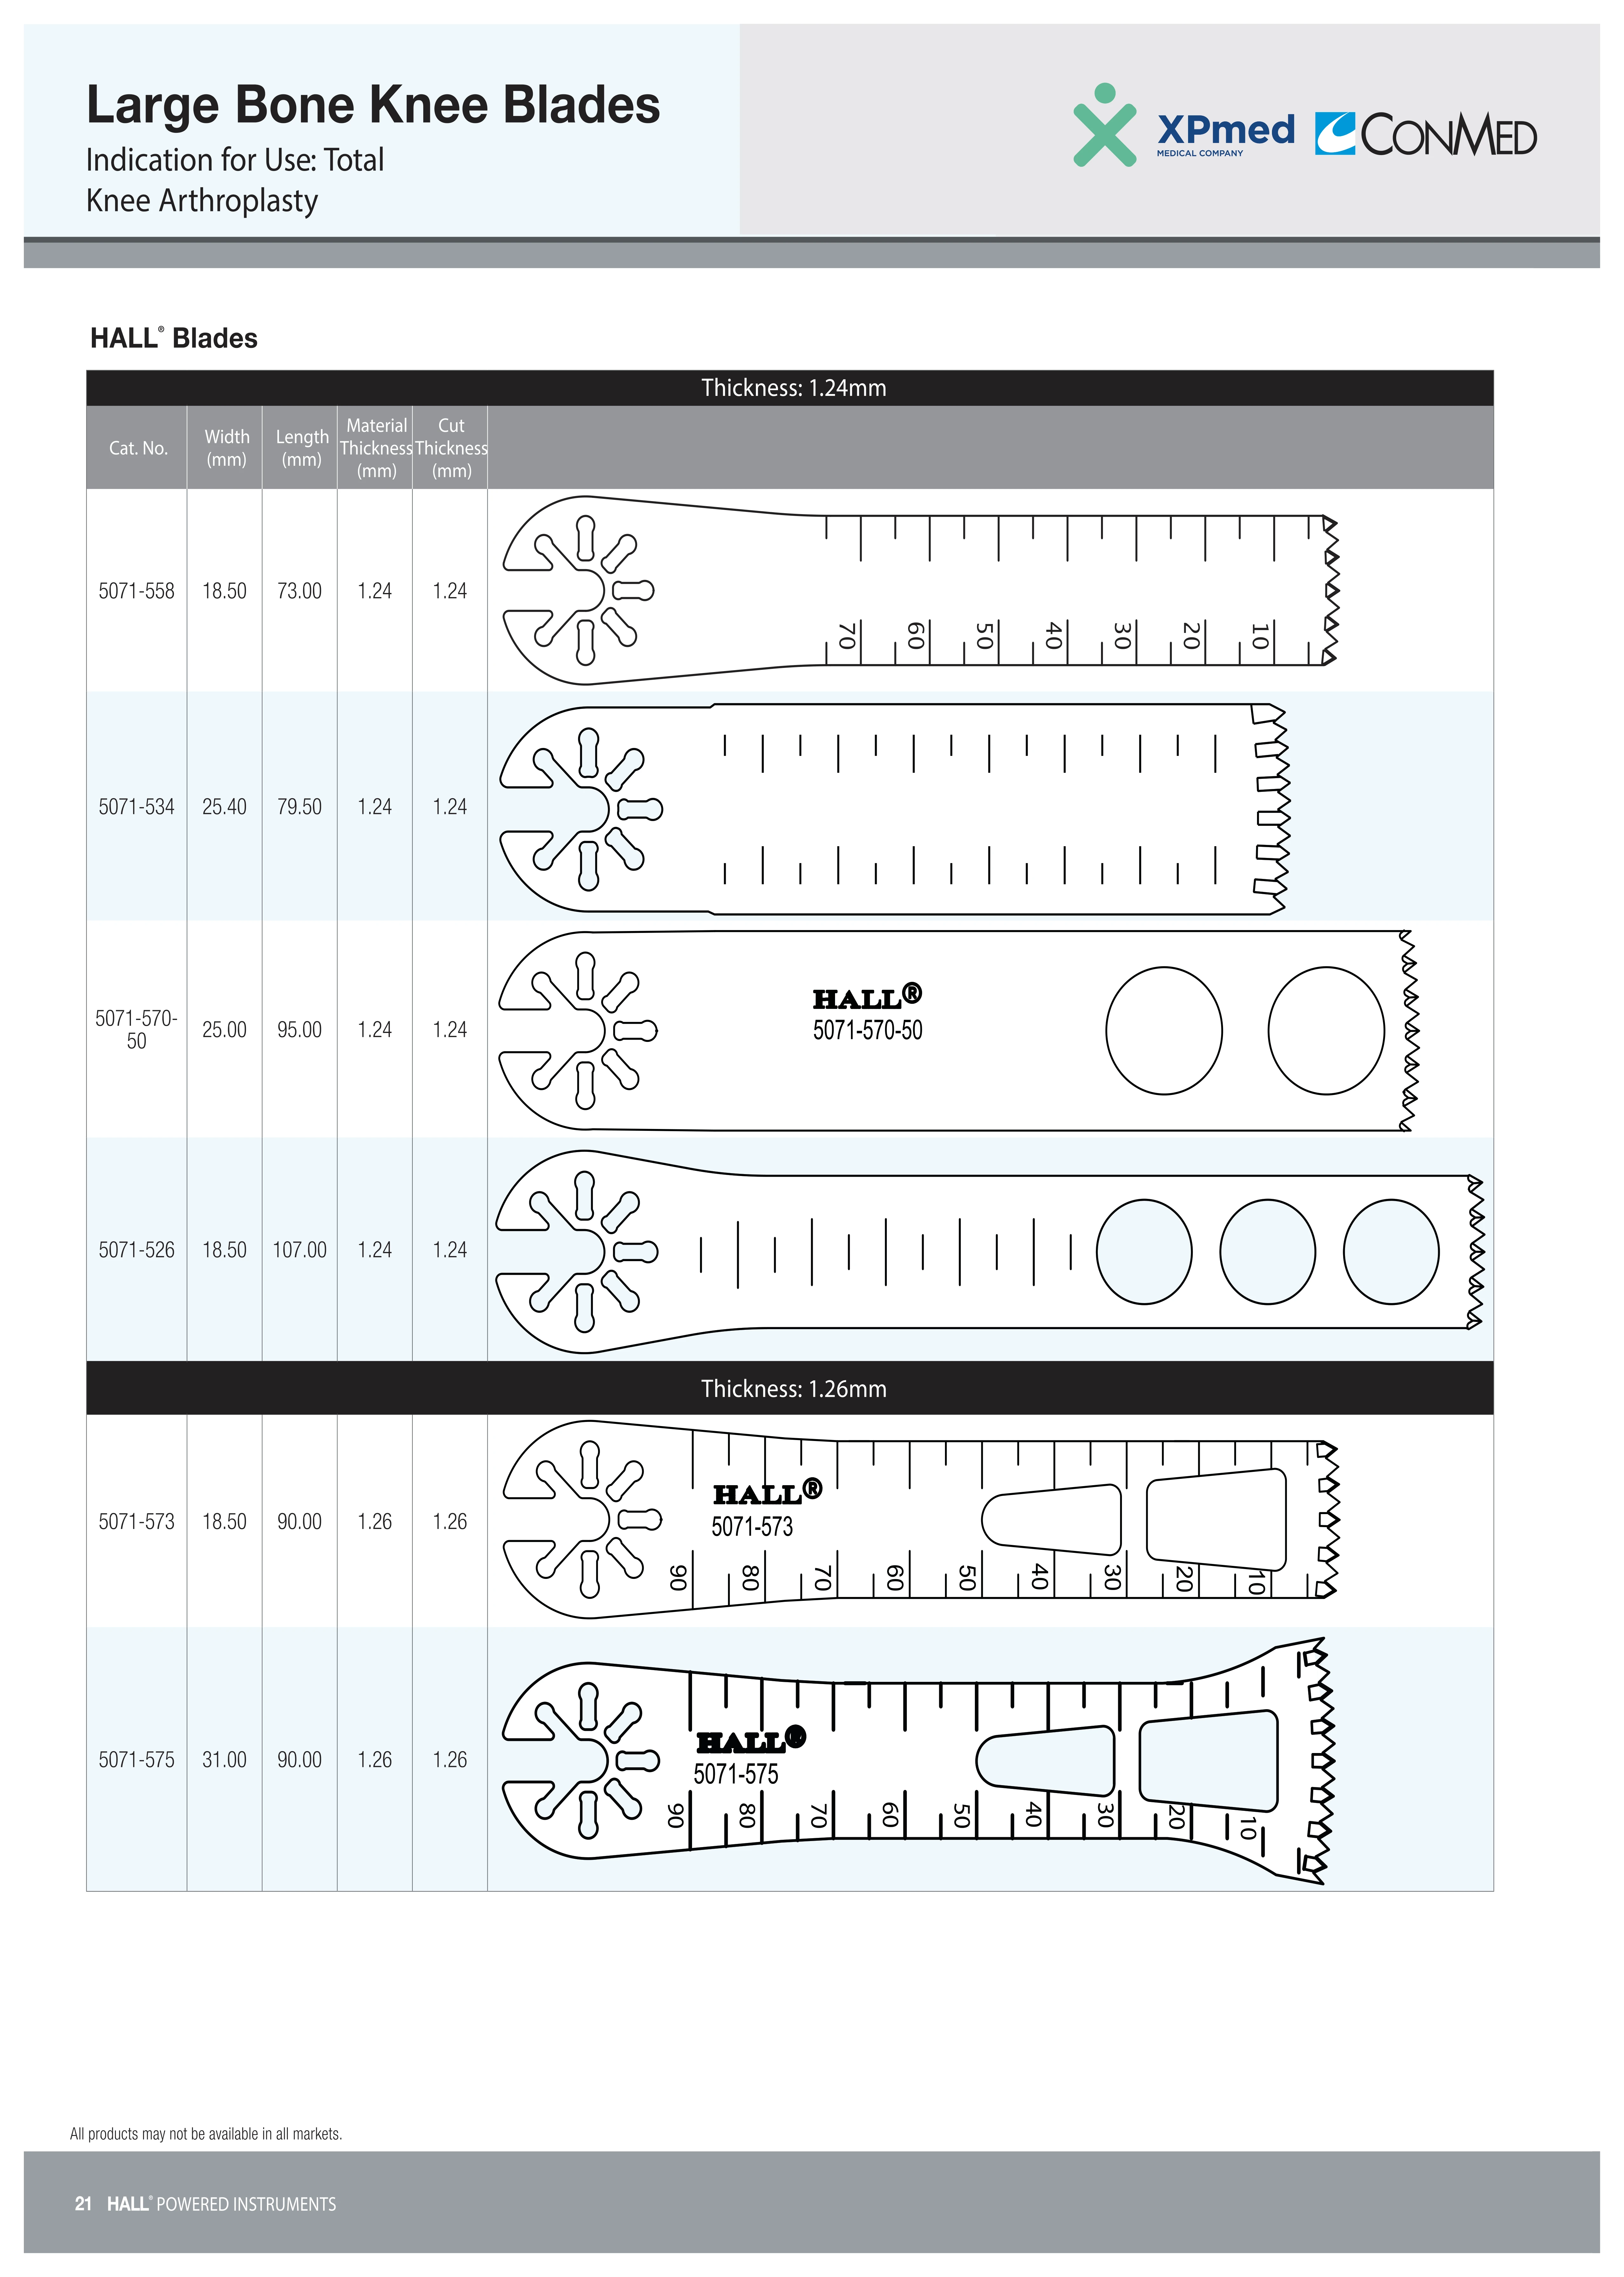 Large Bone Knee Blades
Indication for Use: Total
Knee Arthroplasty
XPmed
MEDICAL COMPANY
CONMED
HALL® Blades
Thickness: 1.24mm
Cat. No.
Width
(mm)
Length
(mm)
Material
Thickness
(mm)
Cut
Thickness
(mm)
5071-558 18.50 73.00 1.24 1.24
70 60 50 40 30 20 10
5071-534 25.40 79.50 1.24 1.24
5071-570-
50
25.00 95.00 1.24 1.24
HALL®
5071-570-50
5071-526 18.50 107.00 1.24 1.24
Thickness: 1.26mm
5071-573 18.50 90.00 1.26 1.26
HALL®
5071-573
90 80 70 60 50 40 30 20 10
5071-575 31.00 90.00 1.26 1.26
HALL®
5071-575
90 80 70 60 50 40 30 20 10
All products may not be available in all markets.
21 HALL® POWERED INSTRUMENTS